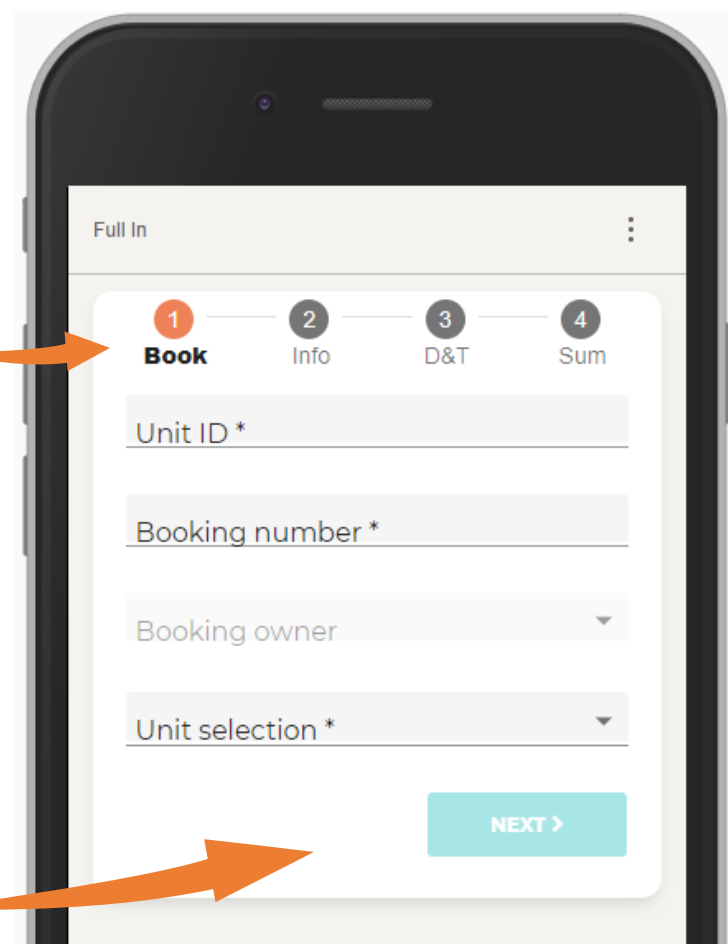 Full In
1 2 3 4
Book Info D&T Sum
Unit ID *
Booking number *
Booking owner
Unit selection *
NEXT >